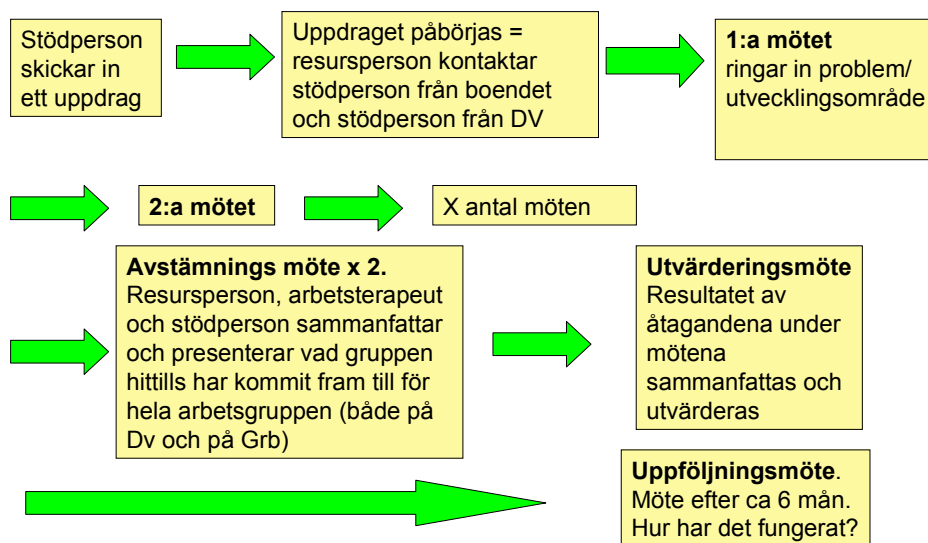 Stödperson
skickar in
ett uppdrag
Uppdraget påbörjas =
resursperson kontaktar
stödperson från boendet
och stödperson från DV
1:a mötet
ringar in problem/
utvecklingsområde
2:a mötet
X antal möten
Avstämnings möte x 2.
Resursperson, arbetsterapeut
och stödperson sammanfattar
och presenterar vad gruppen
hittills har kommit fram till för
hela arbetsgruppen (både på
Dv och på Grb)
Utvärderingsmöte
Resultatet av
åtagandena under
mötena
sammanfattas och
utvärderas
Uppföljningsmöte.
Möte efter ca 6 mån.
Hur har det fungerat?